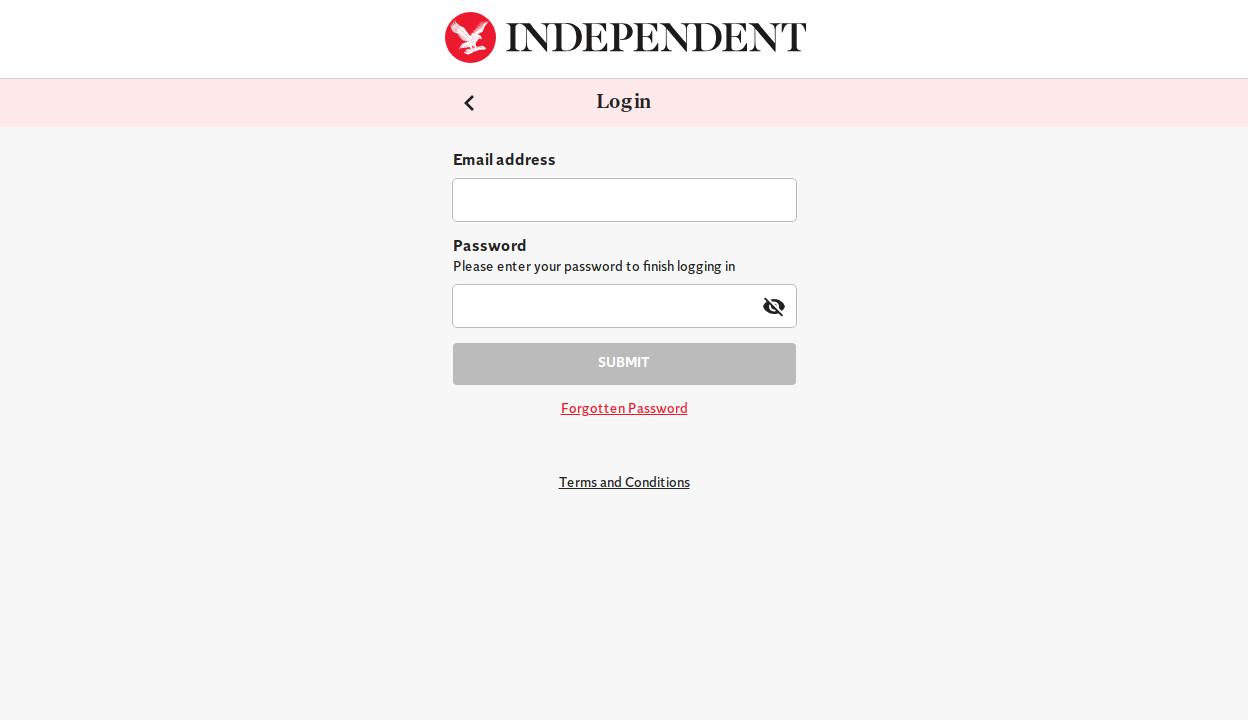 INDEPENDENT
Login
Email address
Password
Please enter your password to finish logging in
SUBMIT
Forgotten Password
Terms and Conditions